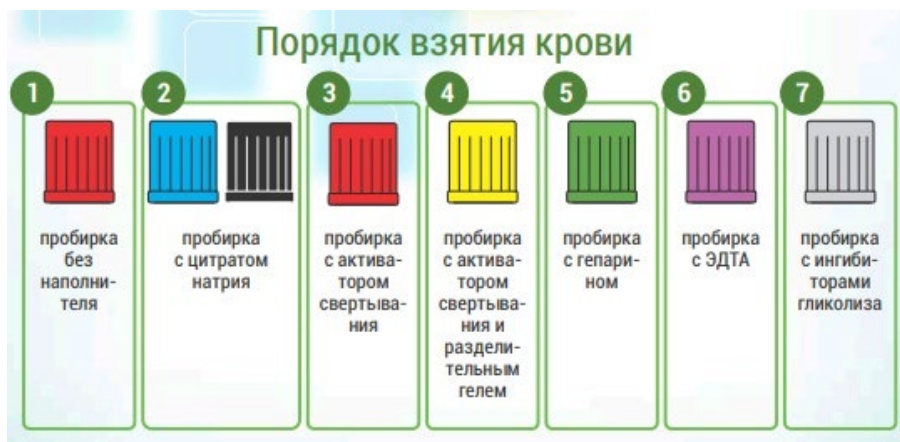 Порядок взятия крови
1
пробирка
без
наполни-
теля
2
пробирка
с цитратом
натрия
3
пробирка
с актива-
тором
свертыва-
ния
4
пробирка
с актива-
тором
свертывания
ния и
раздели-
тельным
гелем
5
пробирка
с гепари-
ном
6
пробирка
с ЭДТА
7
пробирка
с ингиби-
торами
гликолиза